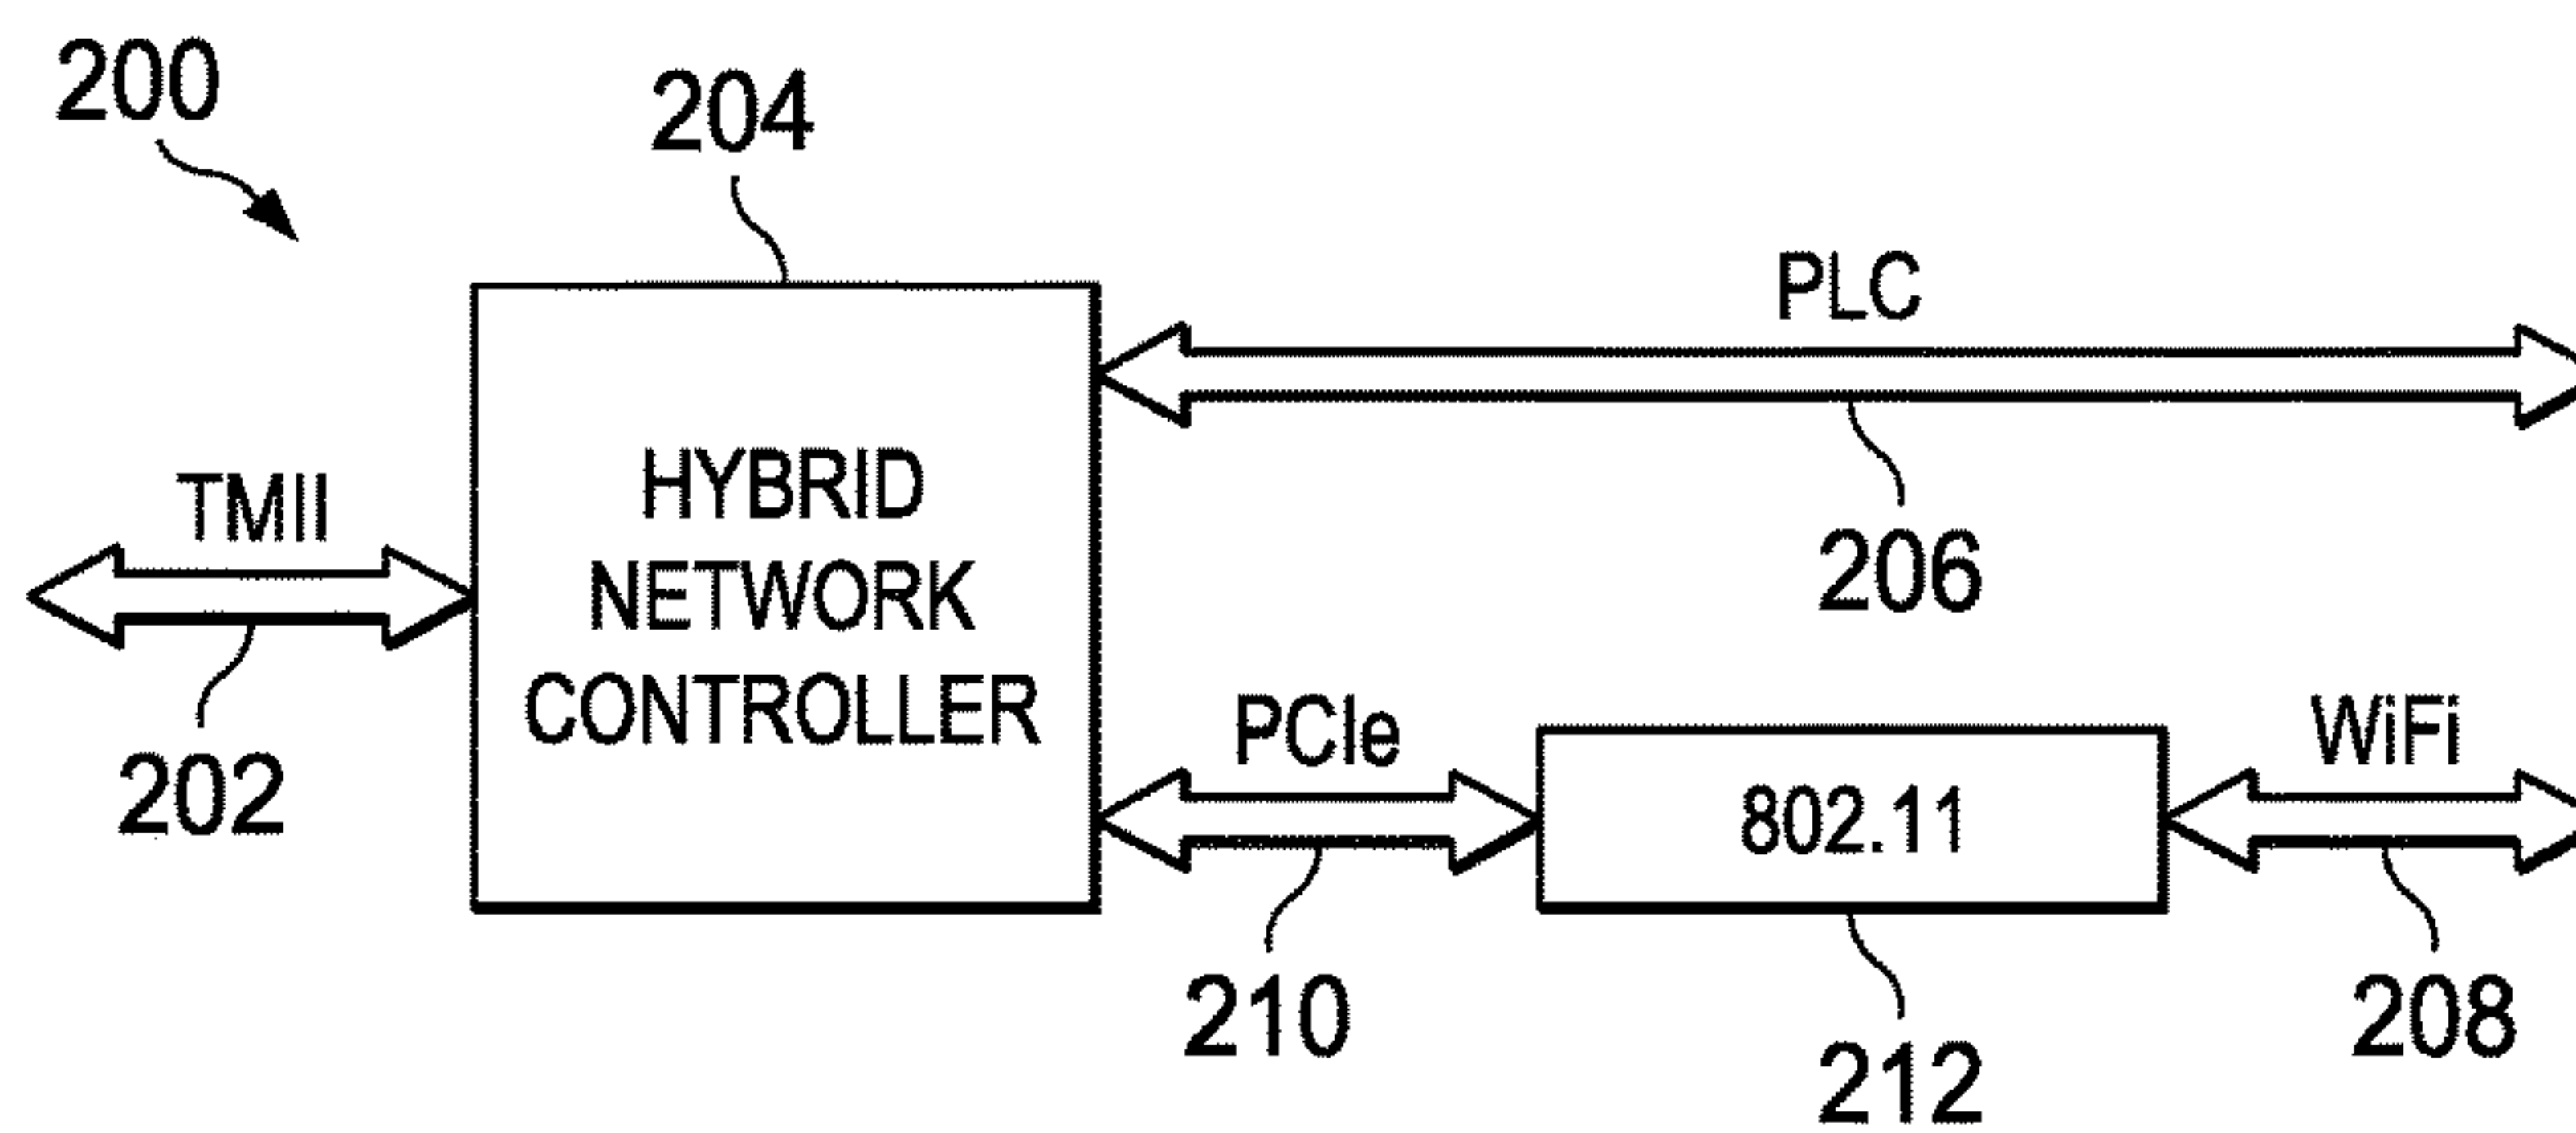 200
204
PLC
HYBRID
NETWORK
CONTROLLER
TMII
206
202
PCIe
802.11
WiFi
210
212
208